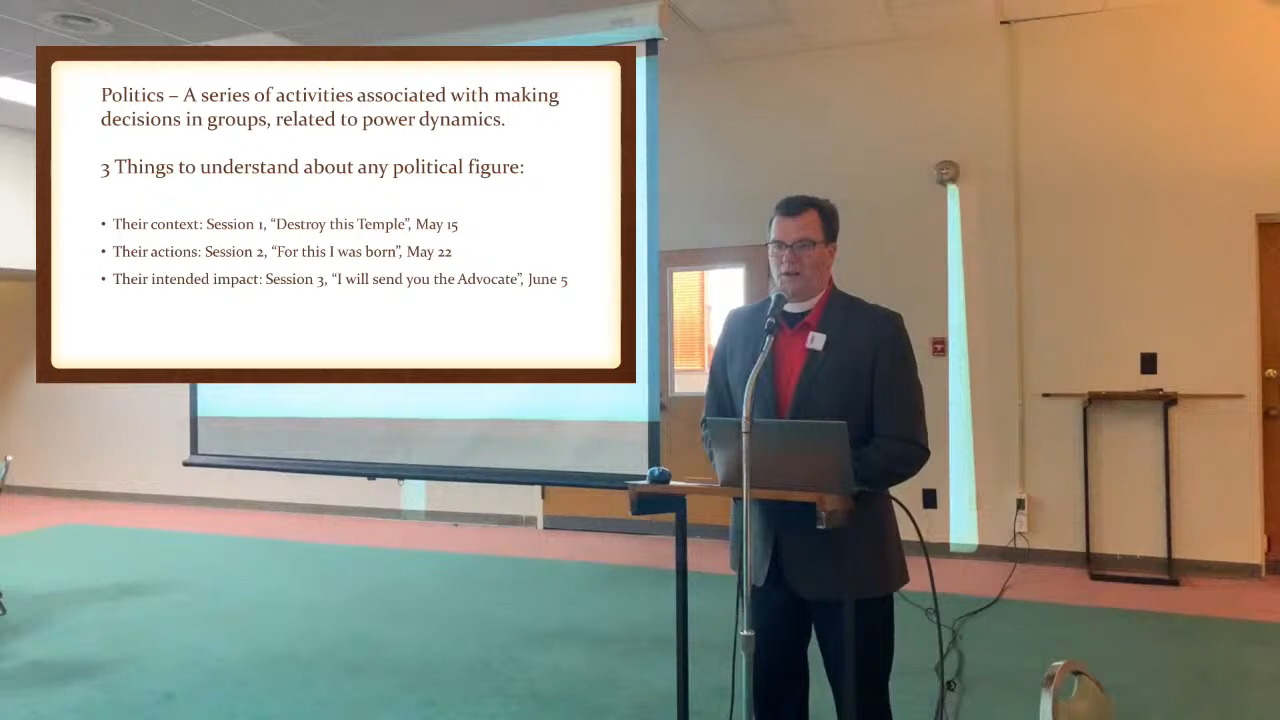 Politics – A series of activities associated with making
decisions in groups, related to power dynamics.
3 Things to understand about any political figure:
• Their context: Session 1, “Destroy this Temple”, May 15
• Their actions: Session 2, “For this I was born”, May 22
• Their intended impact: Session 3, “I will send you the Advocate”, June 5